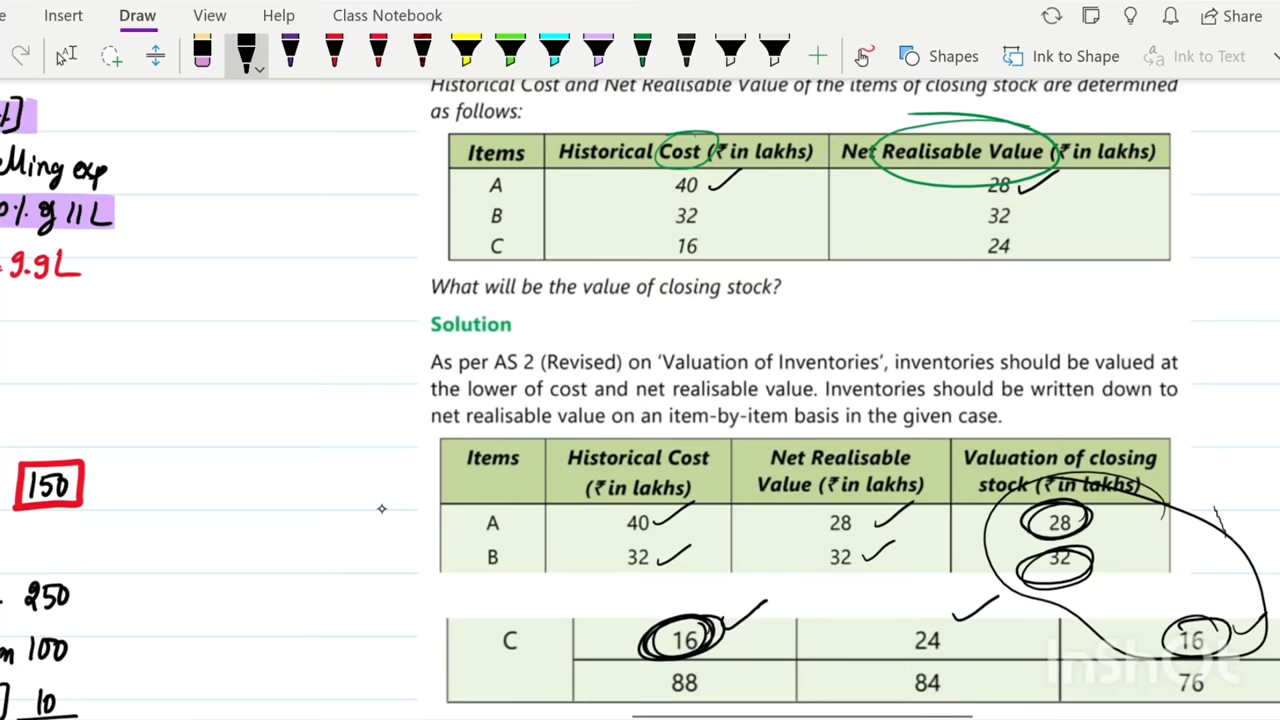 Insert Draw View Help Class Notebook Share
Shapes Ink to Shape Ink to Text
Historical Cost and Net Realisable Value of the items of closing stock are determined
as follows:
Items Historical Cost (₹ in lakhs) Net Realisable Value (₹ in lakhs)
A 40 28
B 32 32
C 16 24
What will be the value of closing stock?
Solution
As per AS 2 (Revised) on 'Valuation of Inventories', inventories should be valued at
the lower of cost and net realisable value. Inventories should be written down to
net realisable value on an item-by-item basis in the given case.
Items Historical Cost (₹ in lakhs) Net Realisable Value (₹ in lakhs) Valuation of closing stock (₹ in lakhs)
A 40 28 28
B 32 32 32
C 16 24 16
88 84 76
InShOt
exp
% of 11 L
9.9L
150
250
100
10